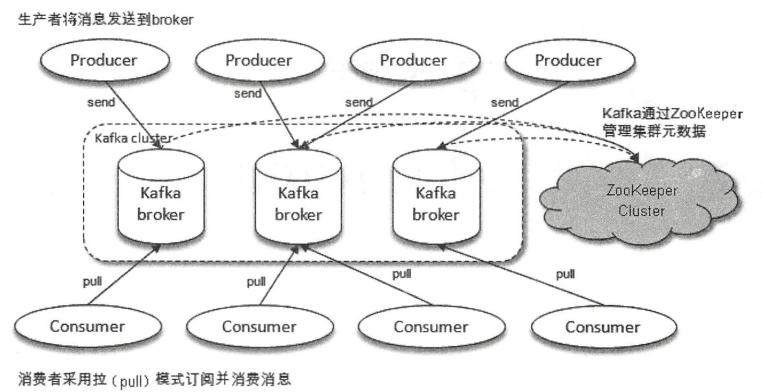 生产者将消息发送到broker
Producer
Producer
Producer
Producer
send
send
send
send
Kafka通过ZooKeeper
管理集群元数据
Kafka cluster
Kafka
broker
Kafka
broker
Kafka
broker
ZooKeeper
Cluster
pull
pull
pull
pull
Consumer
Consumer
Consumer
Consumer
消费者采用拉（pull）模式订阅并消费消息